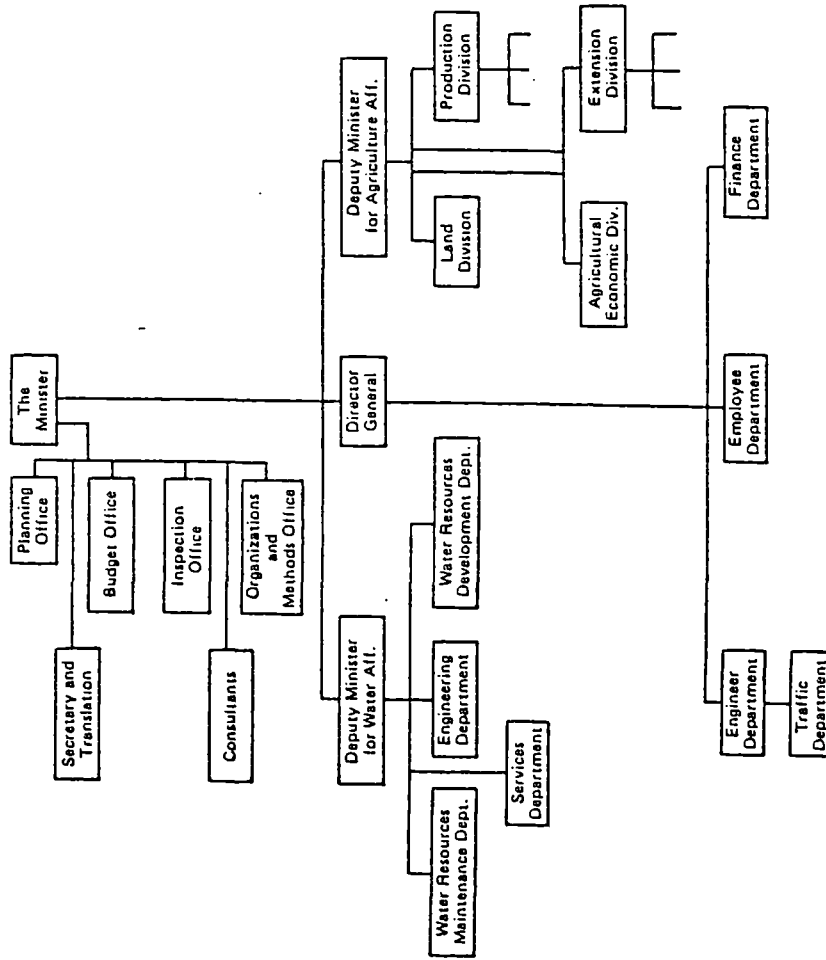 The
Minister
Planning
Office
Secretary and
Translation
Budget Office
Inspection
Office
Consultants
Organizations
and
Methods Office
Deputy Minister
for Water Aff.
Director
General
Deputy Minister
for Agriculture Aff.
Water Resources
Maintenance Dept.
Engineering
Department
Water Resources
Development Dept.
Services
Department
Land
Division
Production
Division
Agricultural
Economic Div.
Extension
Division
Engineer
Department
Employee
Department
Finance
Department
Traffic
Department